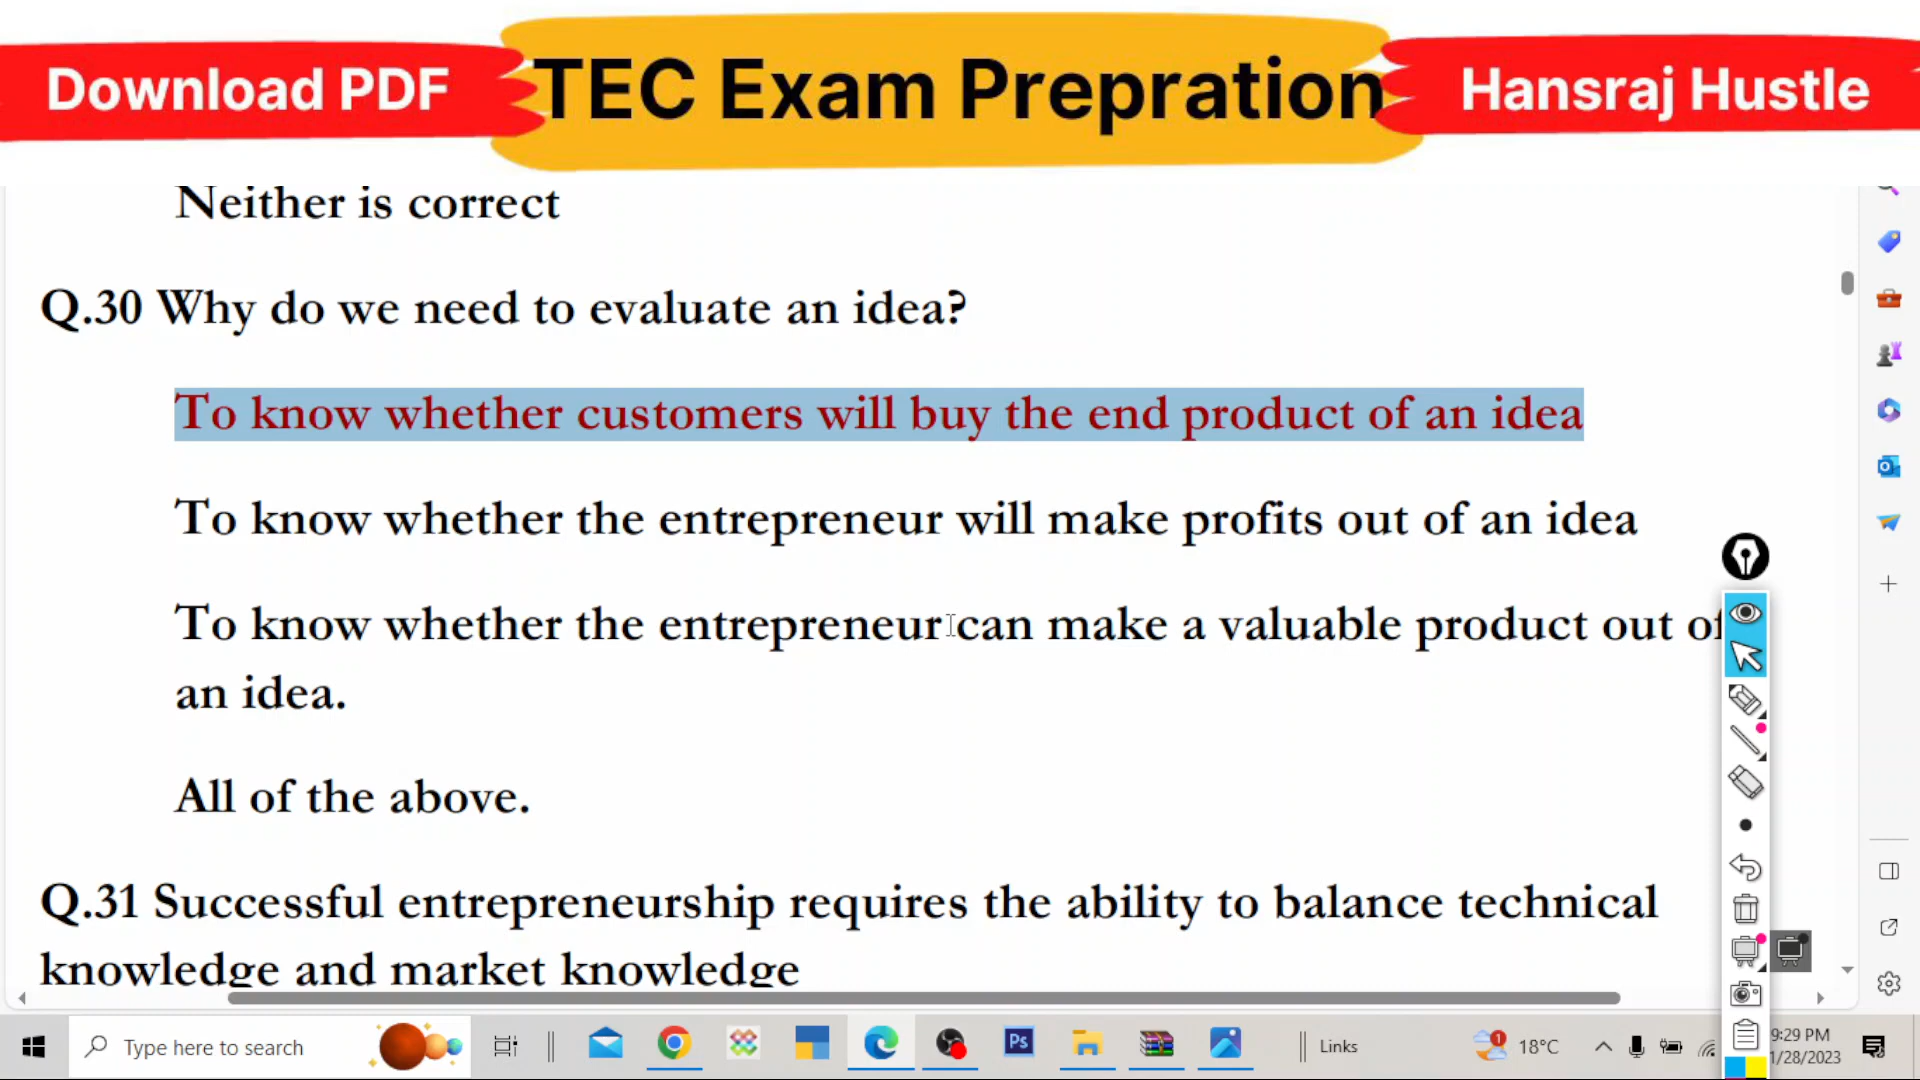 Download PDF
TEC Exam Prepration
Hansraj Hustle
Neither is correct
Q.30 Why do we need to evaluate an idea?
To know whether customers will buy the end product of an idea
To know whether the entrepreneur will make profits out of an idea
To know whether the entrepreneur can make a valuable product out of
an idea.
All of the above.
Q.31 Successful entrepreneurship requires the ability to balance technical
knowledge and market knowledge
Type here to search
Ps
Links
1
18°C
9:29 PM
1/28/2023